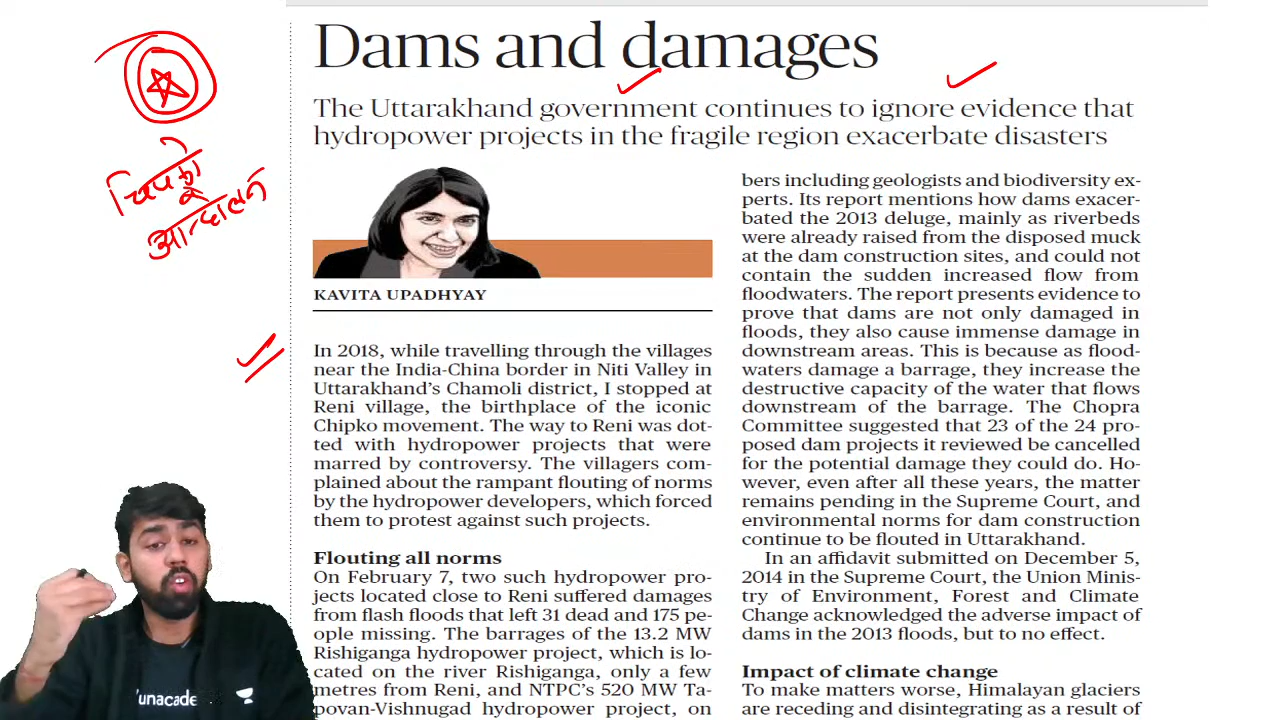 Dams and damages
The Uttarakhand government continues to ignore evidence that
hydropower projects in the fragile region exacerbate disasters
चिपको
आन्दोलन
KAVITA UPADHYAY
In 2018, while travelling through the villages
near the India-China border in Niti Valley in
Uttarakhand's Chamoli district, I stopped at
Reni village, the birthplace of the iconic
Chipko movement. The way to Reni was dot-
ted with hydropower projects that were
marred by controversy. The villagers com-
plained about the rampant flouting of norms
by the hydropower developers, which forced
them to protest against such projects.
Flouting all norms
On February 7, two such hydropower pro-
jects located close to Reni suffered damages
from flash floods that left 31 dead and 175 pe-
ople missing. The barrages of the 13.2 MW
Rishiganga hydropower project, which is lo-
cated on the river Rishiganga, only a few
metres from Reni, and NTPC's 520 MW Ta-
povan-Vishnugad hydropower project, on
bers including geologists and biodiversity ex-
perts. Its report mentions how dams exacer-
bated the 2013 deluge, mainly as riverbeds
were already raised from the disposed muck
at the dam construction sites, and could not
contain the sudden increased flow from
floodwaters. The report presents evidence to
prove that dams are not only damaged in
floods, they also cause immense damage in
downstream areas. This is because as flood-
waters damage a barrage, they increase the
destructive capacity of the water that flows
downstream of the barrage. The Chopra
Committee suggested that 23 of the 24 pro-
posed dam projects it reviewed be cancelled
for the potential damage they could do. Ho-
wever, even after all these years, the matter
remains pending in the Supreme Court, and
environmental norms for dam construction
continue to be flouted in Uttarakhand.
In an affidavit submitted on December 5,
2014 in the Supreme Court, the Union Minis-
try of Environment, Forest and Climate
Change acknowledged the adverse impact of
dams in the 2013 floods, but to no effect.
Impact of climate change
To make matters worse, Himalayan glaciers
are receding and disintegrating as a result of
unacade